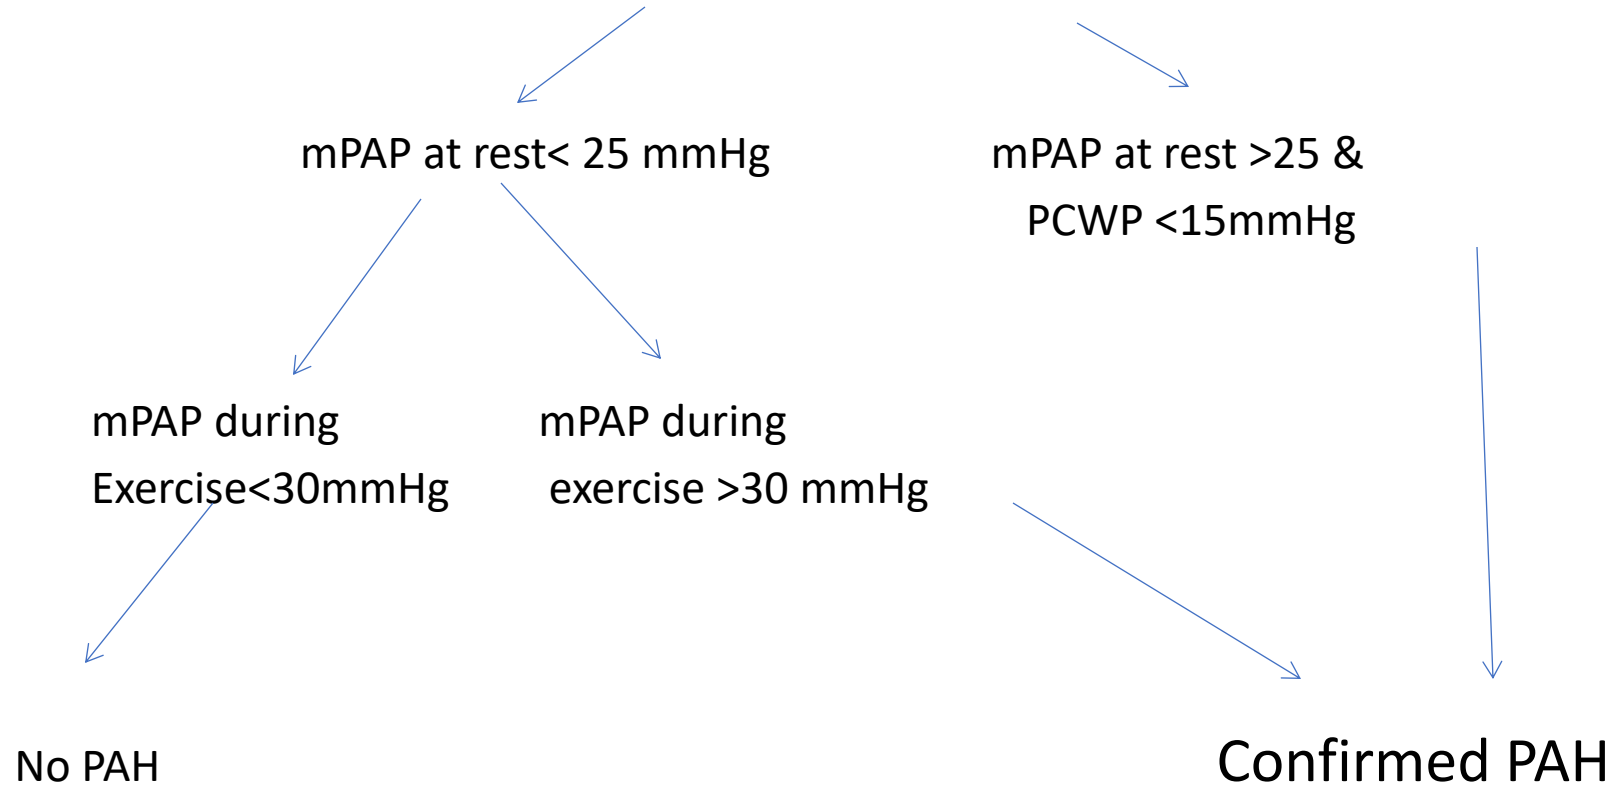 mPAP at rest< 25 mmHg
mPAP at rest >25 &
PCWP <15mmHg
mPAP during
Exercise<30mmHg
mPAP during
exercise >30 mmHg
No PAH
Confirmed PAH